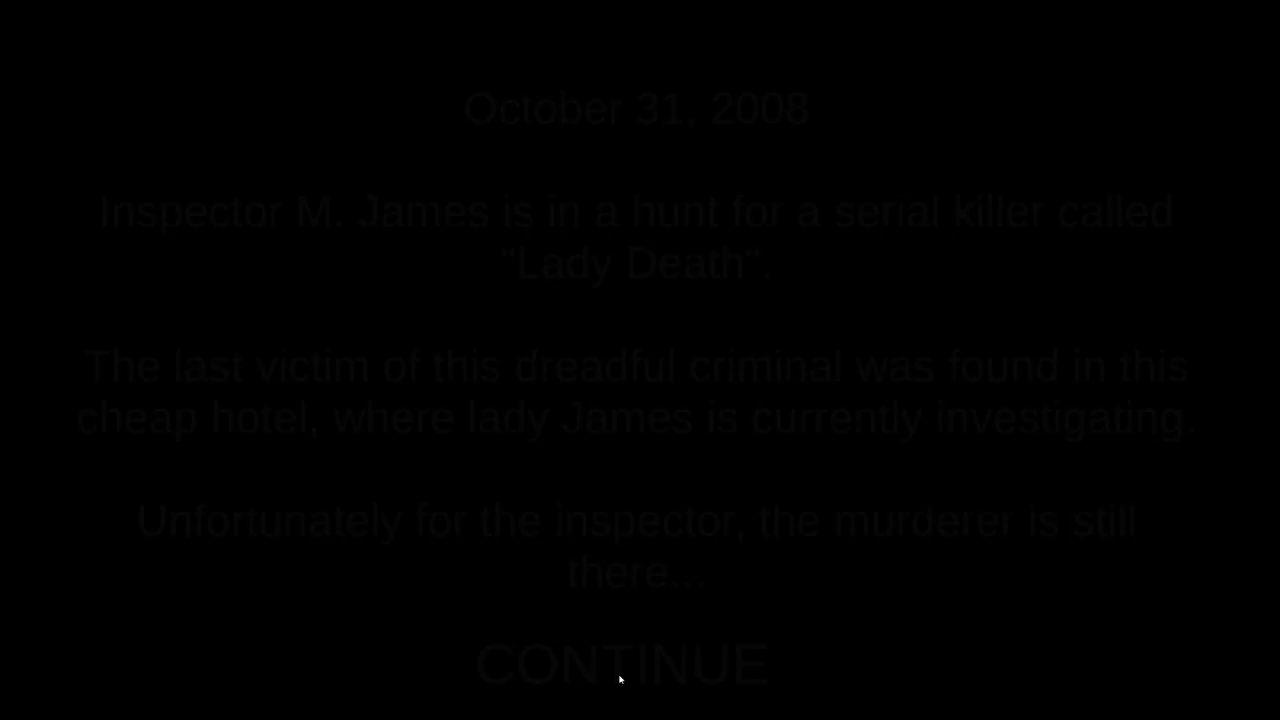 October 31, 2008
Inspector M. James is in a hunt for a serial killer called
"Lady Death".
The last victim of this dreadful criminal was found in this
cheap hotel, where lady James is currently investigating.
Unfortunately for the inspector, the murderer is still
there...
CONTINUE